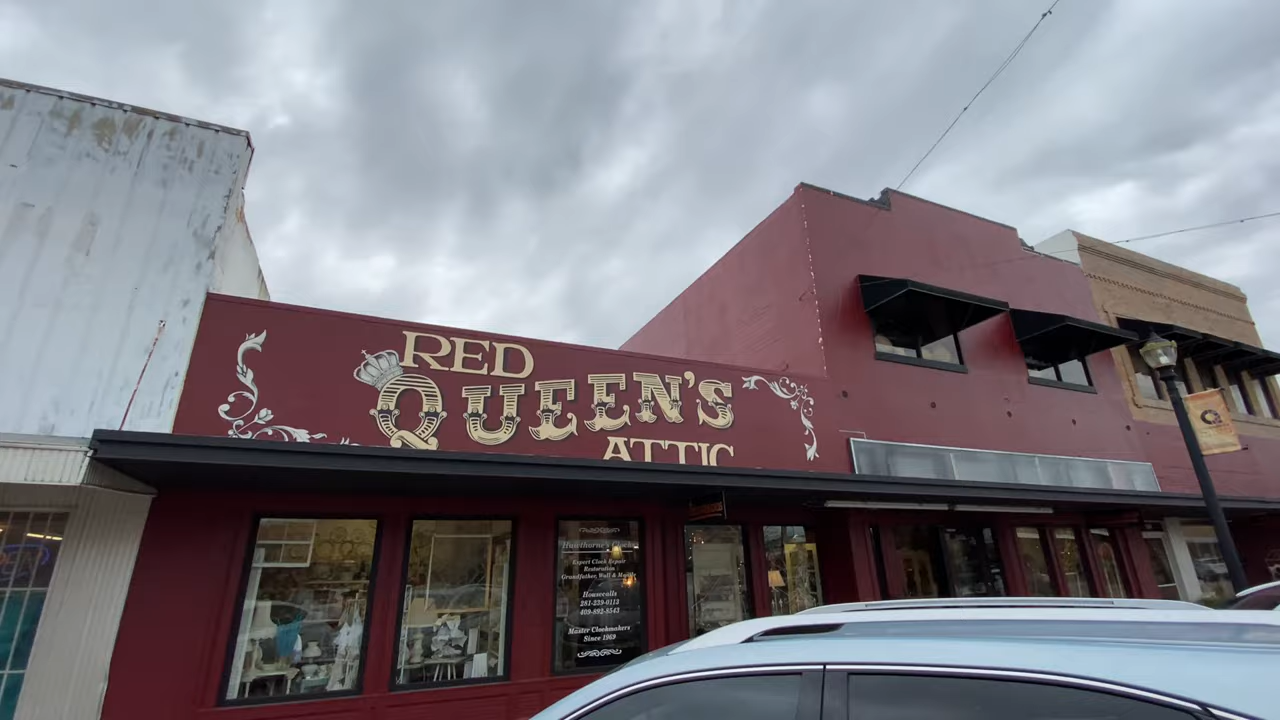 RED
QUEEN'S
ATTIC
Hawthorne's Clocks
Expert Clock Repair
Restoration
Grandfather, Wall & Mantle
Housecalls
281-239-0113
409-892-8543
Master Clockmakers
Since 1969